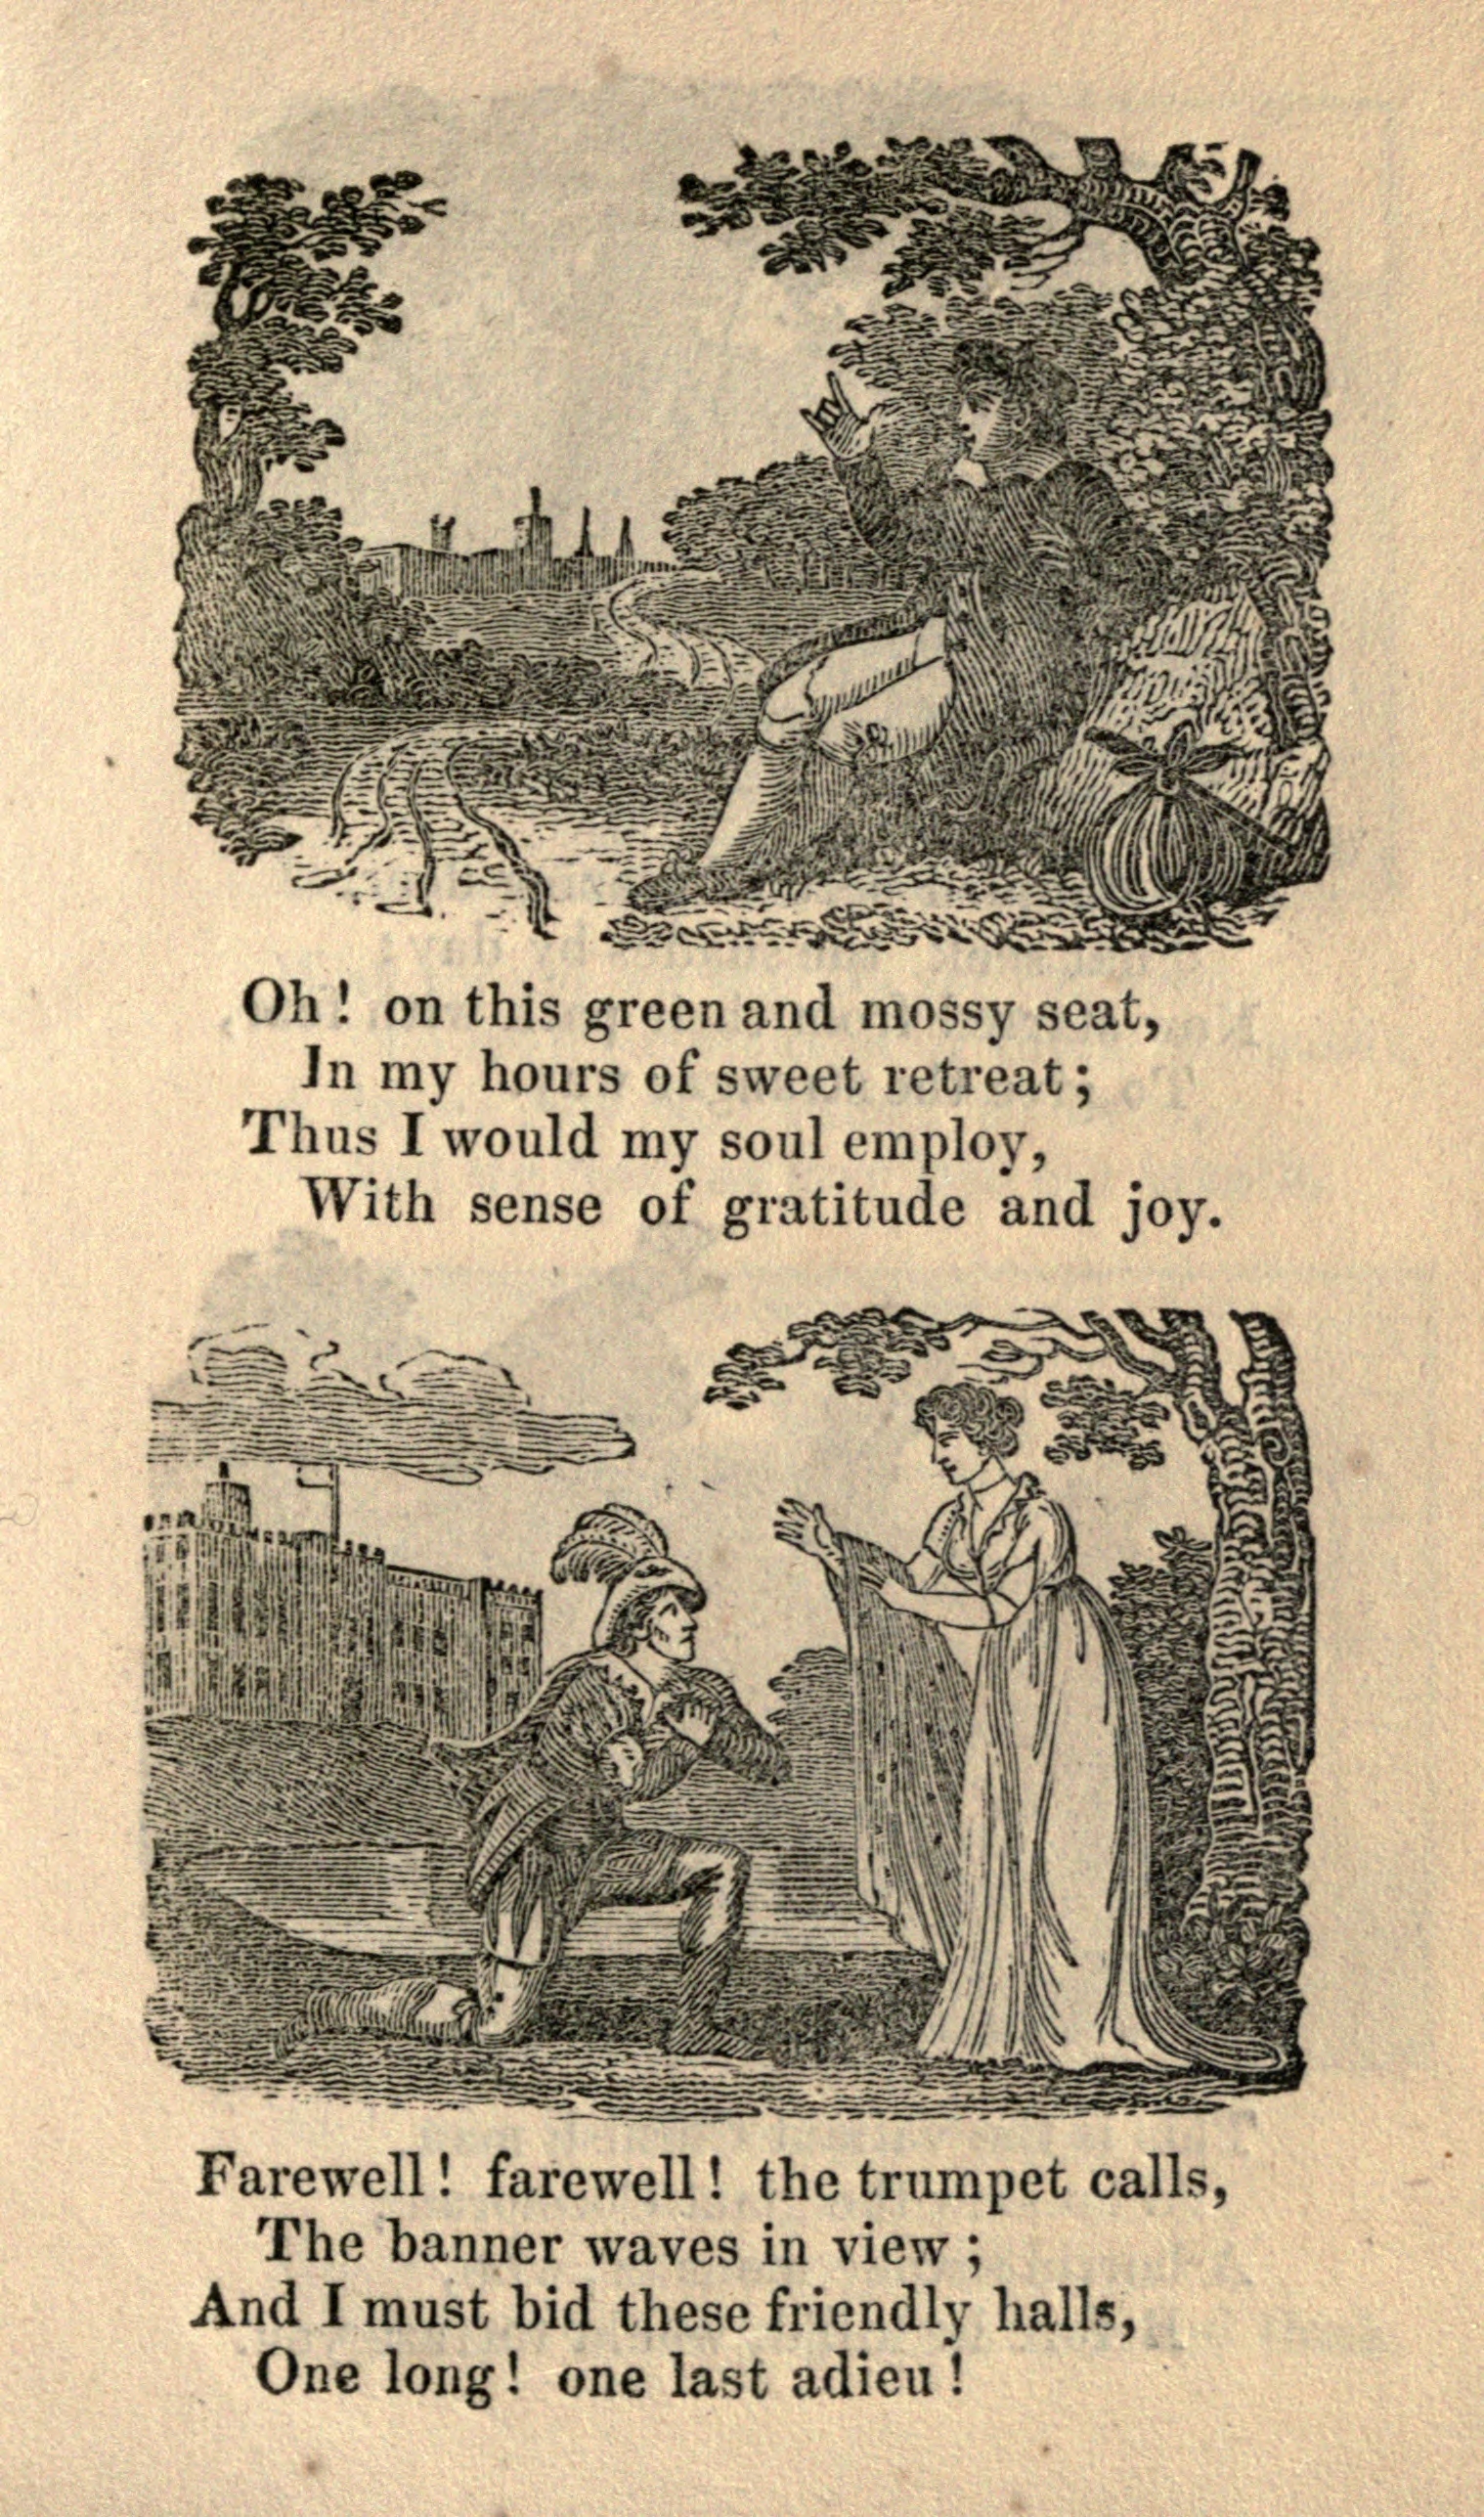 Oh! on this green and mossy seat,
In my hours of sweet retreat;
Thus I would my soul employ,
With sense of gratitude and joy.
Farewell! farewell! the trumpet calls,
The banner waves in view;
And I must bid these friendly halls,
One long! one last adieu!